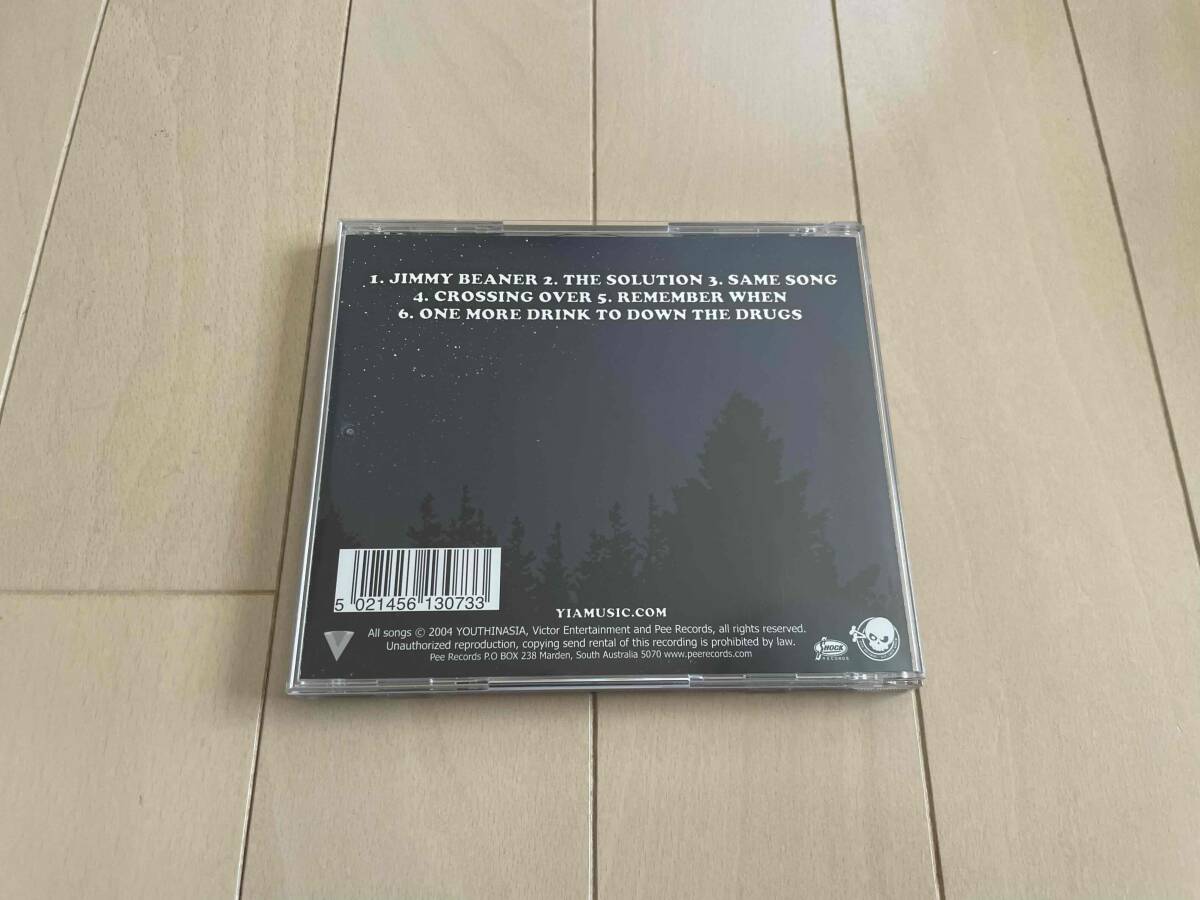 1. JIMMY BEANER 2. THE SOLUTION 3. SAME SONG
4. CROSSING OVER 5. REMEMBER WHEN
6. ONE MORE DRINK TO DOWN THE DRUGS
5 021456 130733
YIAMUSIC.COM
All songs © 2004 YOUTHINASIA, Victor Entertainment and Pee Records, all rights reserved.
Unauthorized reproduction, copying send rental of this recording is prohibited by law.
Pee Records P.O BOX 238 Marden, South Australia 5070 www.peerecords.com
SHOCK
RECORDS